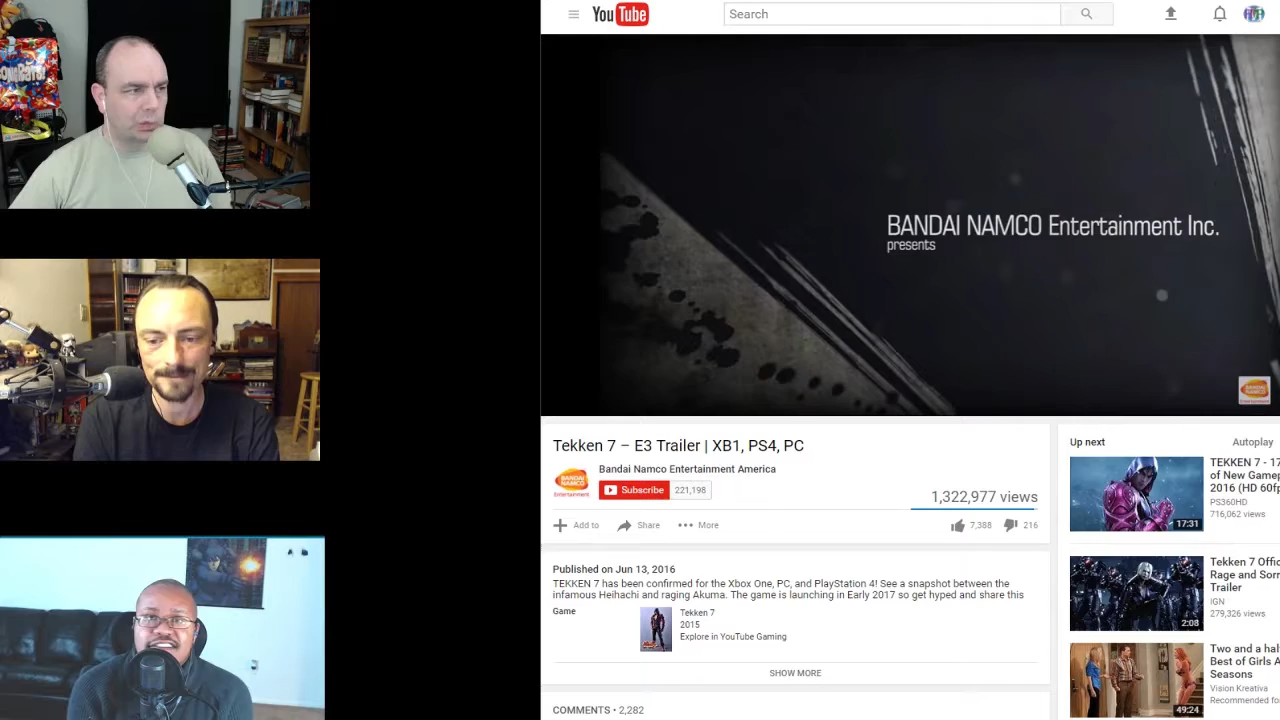 YouTube
Search
BANDAI NAMCO Entertainment Inc.
presents
Tekken 7 – E3 Trailer | XB1, PS4, PC
Bandai Namco Entertainment America
Subscribe 221,198
1,322,977 views
Add to Share More
7,388 216
Published on Jun 13, 2016
TEKKEN 7 has been confirmed for the Xbox One, PC, and PlayStation 4! See a snapshot between the
infamous Heihachi and raging Akuma. The game is launching in Early 2017 so get hyped and share this
Game
Tekken 7
2015
Explore in YouTube Gaming
SHOW MORE
COMMENTS • 2,282
Up next
Autoplay
TEKKEN 7 - 17
of New Gamep
2016 (HD 60fp
PS360HD
716,062 views
17:31
Tekken 7 Offic
Rage and Sorr
Trailer
IGN
279,326 views
2:08
Two and a hal
Best of Girls A
Seasons
Vision Kreativa
Recommended fo
49:24